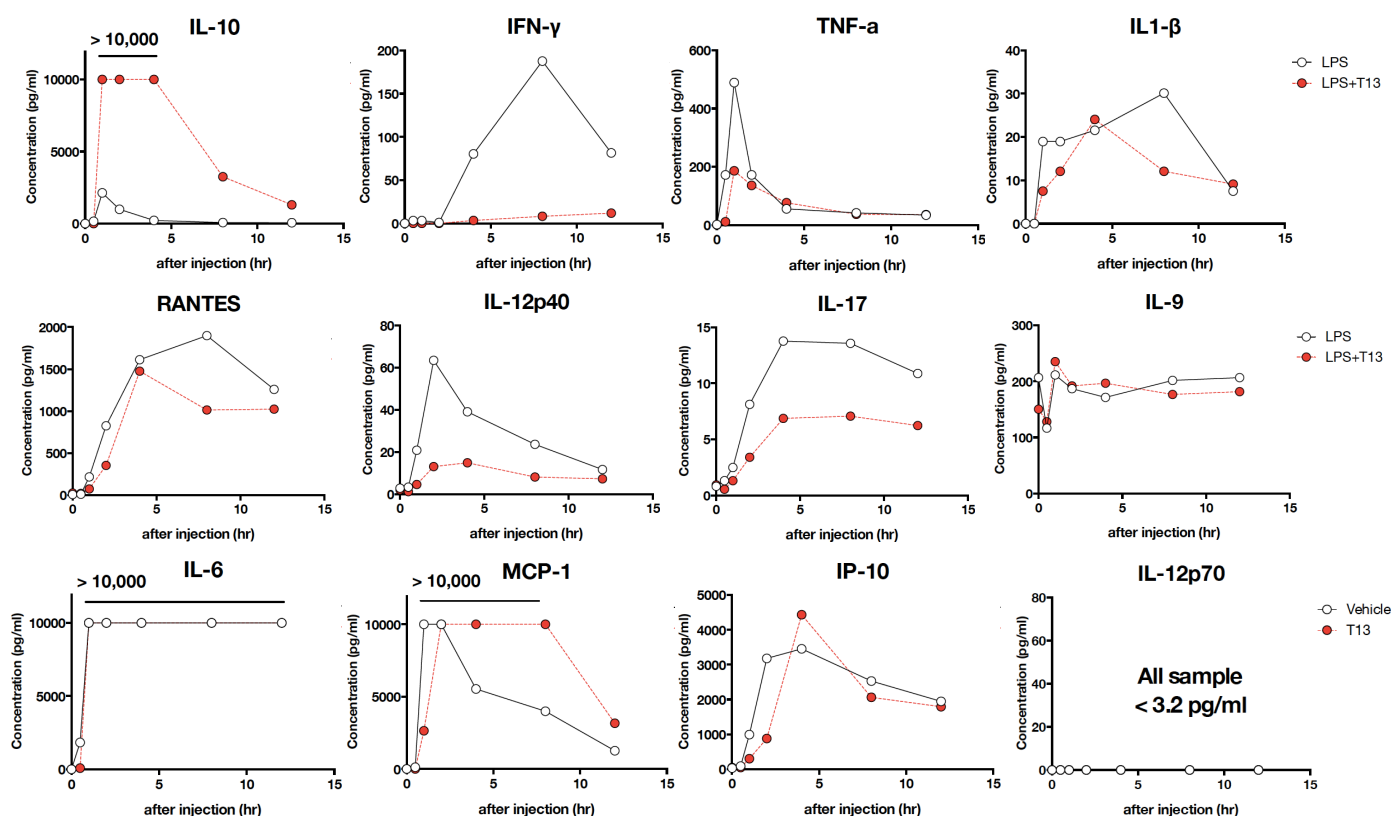 IL-10
> 10,000
Concentration (pg/ml)
10000
5000
0
0 5 10 15
after injection (hr)
IFN-γ
Concentration (pg/ml)
200
150
100
50
0
0 5 10 15
after injection (hr)
TNF-a
Concentration (pg/ml)
600
400
200
0
0 5 10 15
after injection (hr)
IL1-β
Concentration (pg/ml)
40
30
20
10
0
0 5 10 15
after injection (hr)
LPS
LPS+T13
RANTES
Concentration (pg/ml)
2000
1500
1000
500
0
0 5 10 15
after injection (hr)
IL-12p40
Concentration (pg/ml)
80
60
40
20
0
0 5 10 15
after injection (hr)
IL-17
Concentration (pg/ml)
15
10
5
0
0 5 10 15
after injection (hr)
IL-9
Concentration (pg/ml)
300
200
100
0
0 5 10 15
after injection (hr)
LPS
LPS+T13
IL-6
> 10,000
Concentration (pg/ml)
10000
5000
0
0 5 10 15
after injection (hr)
MCP-1
> 10,000
Concentration (pg/ml)
10000
5000
0
0 5 10 15
after injection (hr)
IP-10
Concentration (pg/ml)
5000
4000
3000
2000
1000
0
0 5 10 15
after injection (hr)
IL-12p70
Concentration (pg/ml)
80
60
40
20
0
All sample
< 3.2 pg/ml
0 5 10 15
after injection (hr)
Vehicle
T13